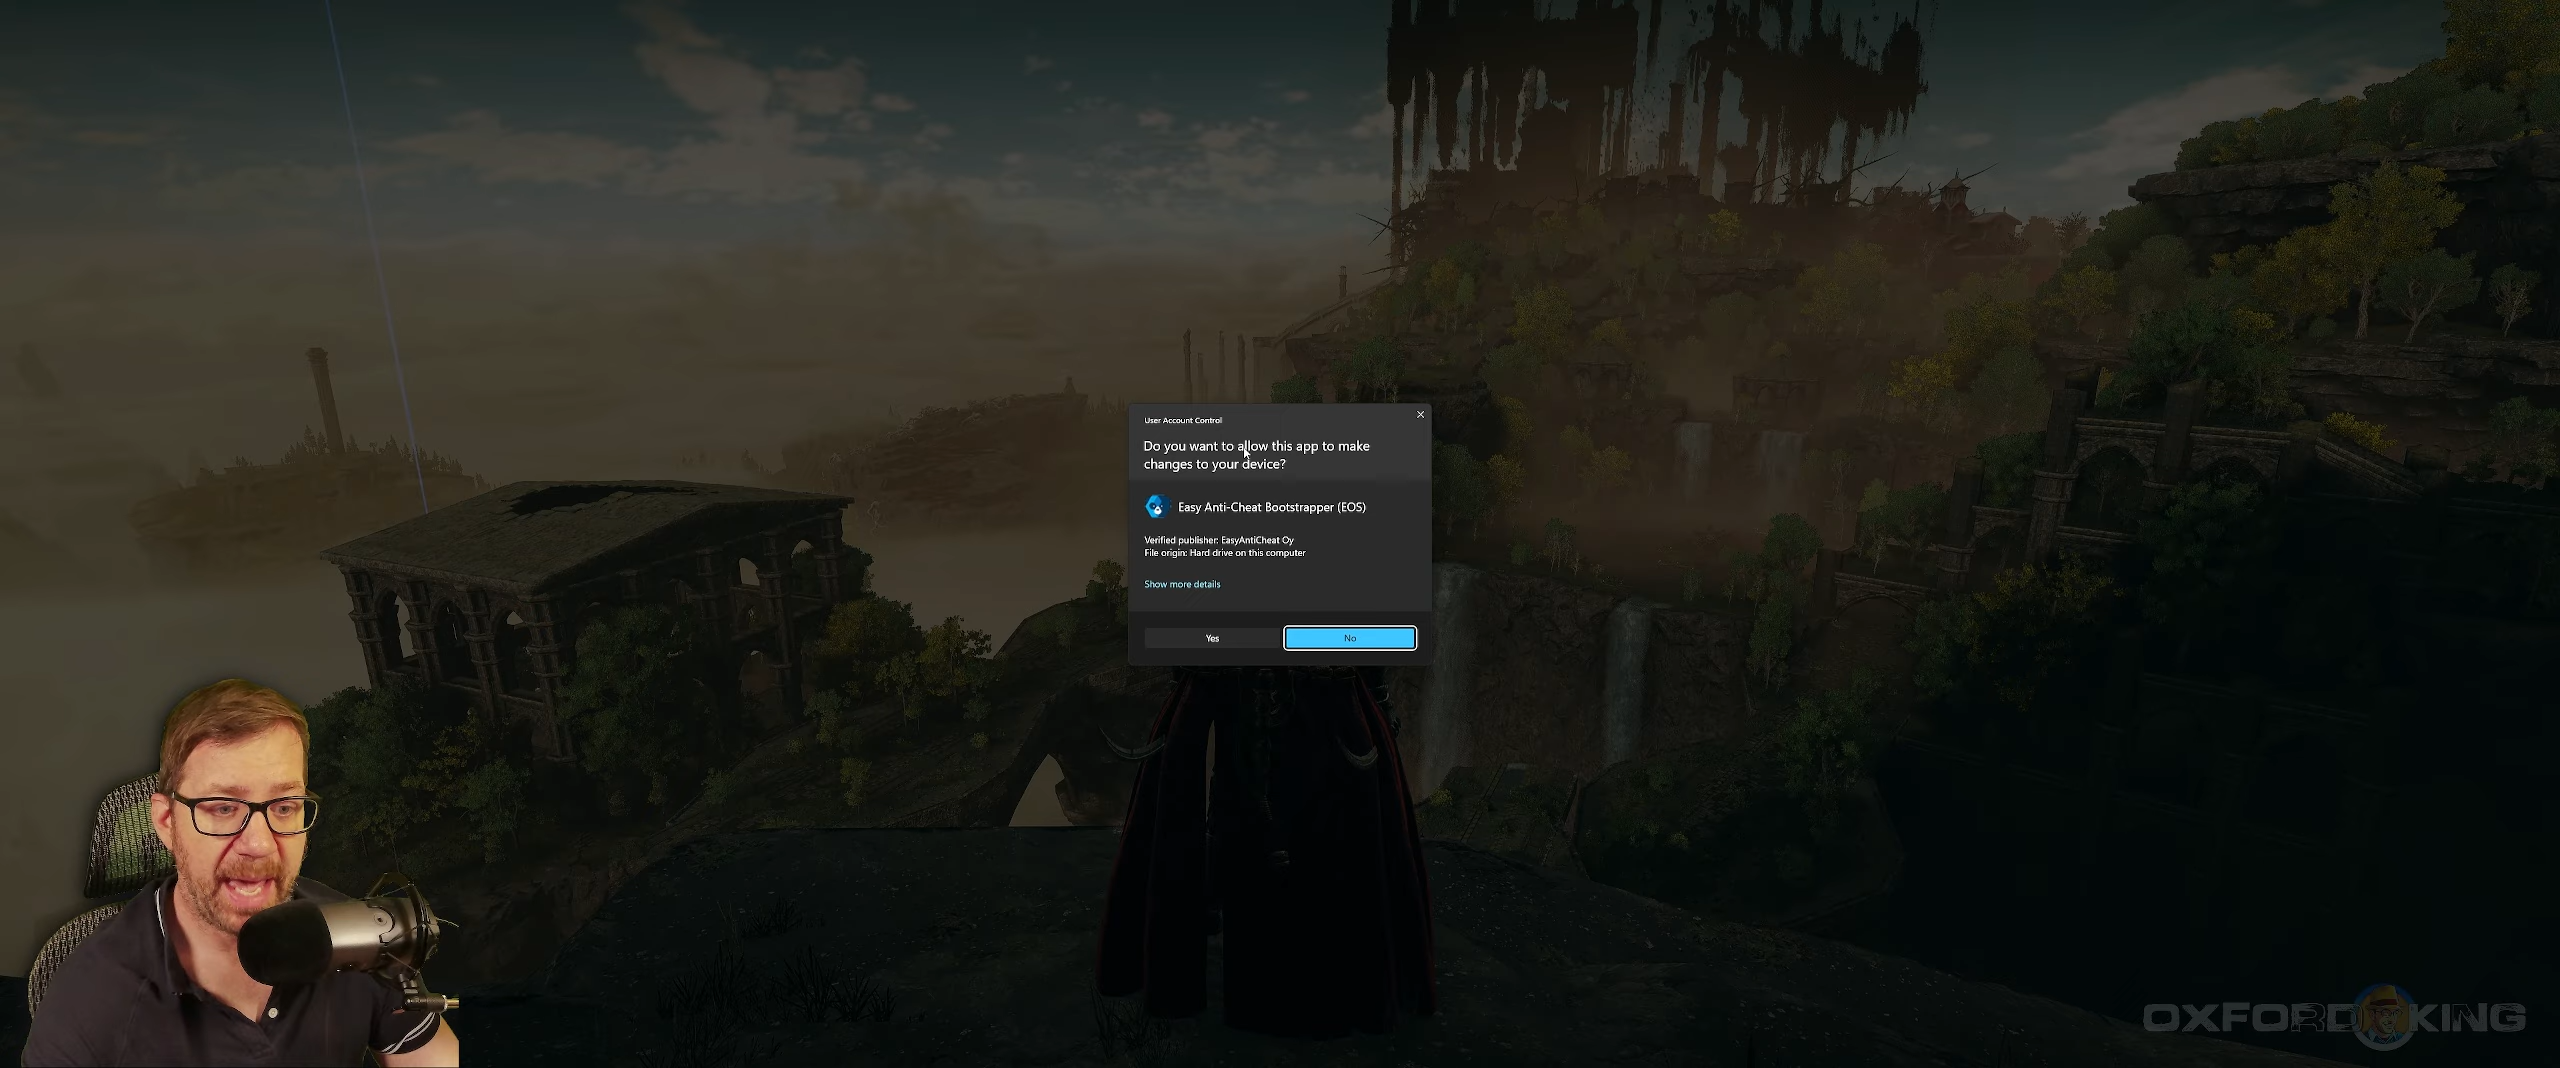 User Account Control
Do you want to allow this app to make
changes to your device?
Easy Anti-Cheat Bootstrapper (EOS)
Verified publisher: EasyAntiCheat Oy
File origin: Hard drive on this computer
Show more details
Yes
No
OXFORD KING